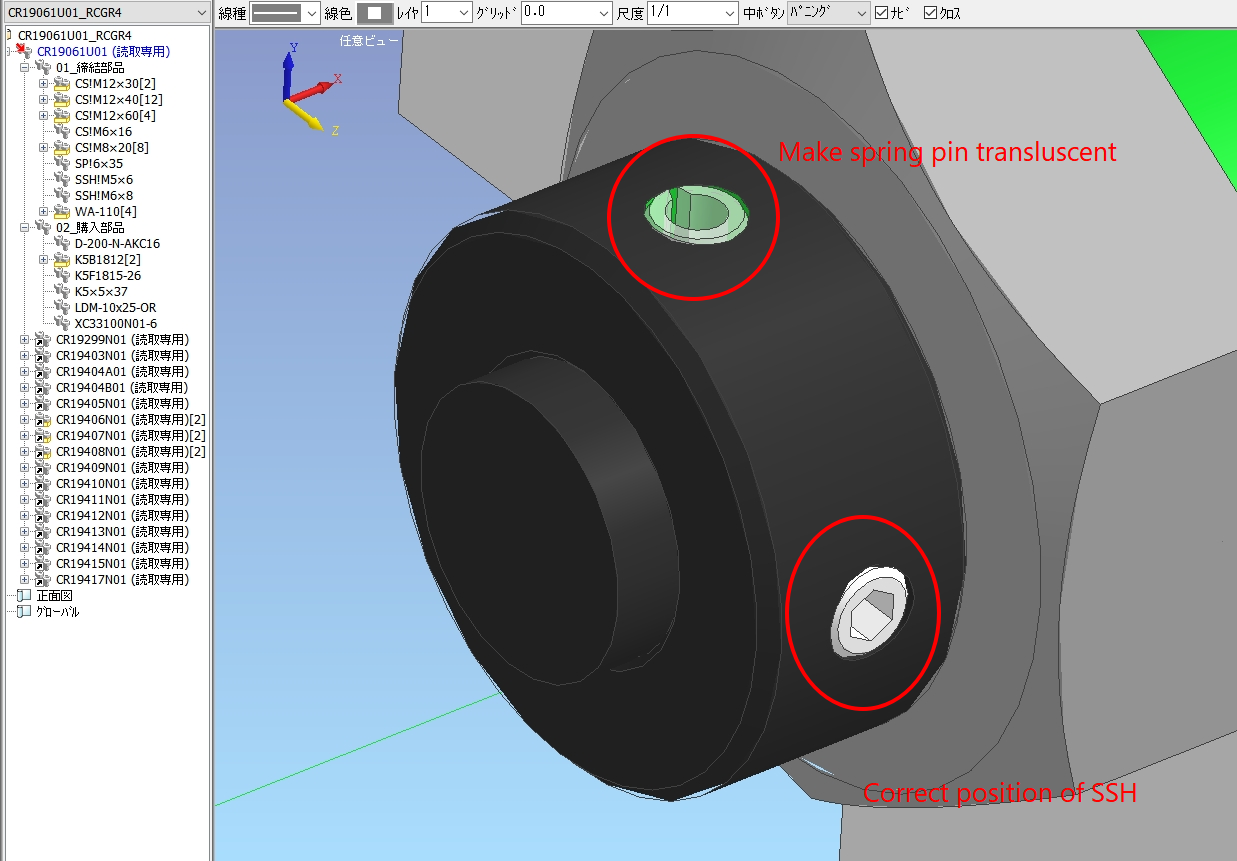 CR19061U01_RCGR4
線種
線色
レイヤ 1
グリッド 0.0
尺度 1/1
中ボタン パニング
ナビ
クロス
CR19061U01_RCGR4
CR19061U01 (読取専用)
01_締結部品
CS!M12×30[2]
CS!M12×40[12]
CS!M12×60[4]
CS!M6×16
CS!M8×20[8]
SP!6×35
SSH!M5×6
SSH!M6×8
WA-110[4]
02_購入部品
D-200-N-AKC16
K5B1812[2]
K5F1815-26
K5×5×37
LDM-10x25-OR
XC33100N01-6
CR19299N01 (読取専用)
CR19403N01 (読取専用)
CR19404A01 (読取専用)
CR19404B01 (読取専用)
CR19405N01 (読取専用)
CR19406N01 (読取専用)[2]
CR19407N01 (読取専用)[2]
CR19408N01 (読取専用)[2]
CR19409N01 (読取専用)
CR19410N01 (読取専用)
CR19411N01 (読取専用)
CR19412N01 (読取専用)
CR19413N01 (読取専用)
CR19414N01 (読取専用)
CR19415N01 (読取専用)
CR19417N01 (読取専用)
正面図
グローバル
任意ビュー
Y
X
Z
Make spring pin transluscent
Correct position of SSH